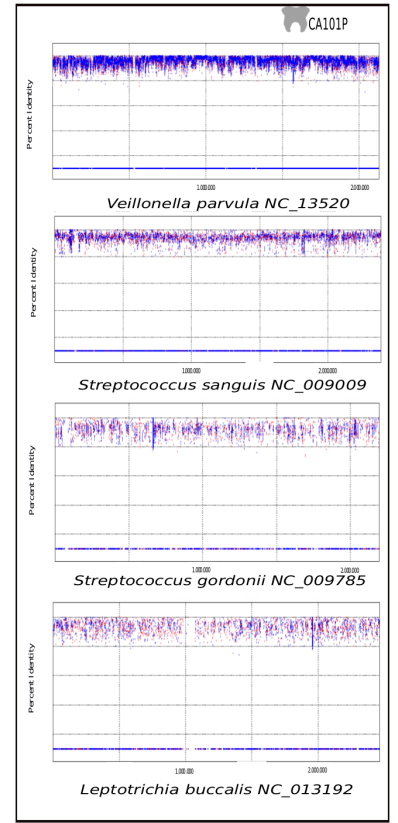 CA101P
Percent Identity
1.000.000 2.000.000
Veillonella parvula NC_13520
Percent Identity
1.000.000 2.000.000
Streptococcus sanguis NC_009009
Percent Identity
1.000.000 2.000.000
Streptococcus gordonii NC_009785
Percent Identity
1.000.000 2.000.000
Leptotrichia buccalis NC_013192